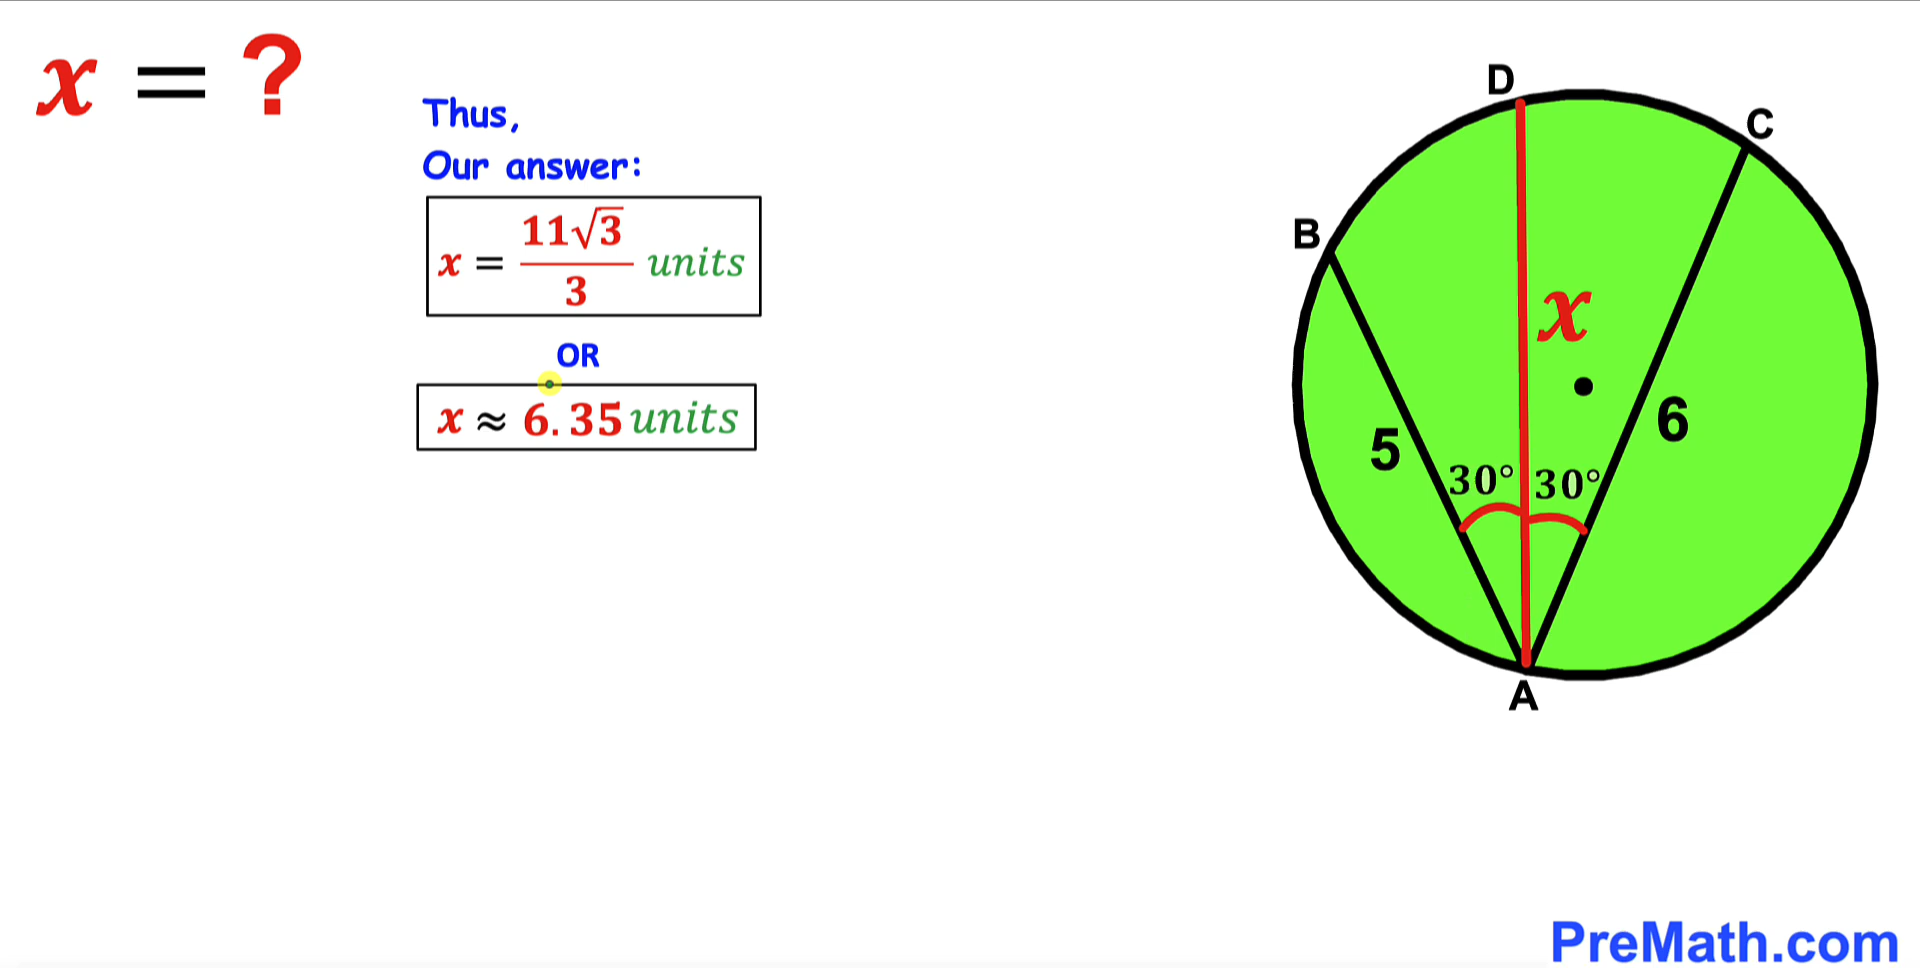 x = ?
Thus,
Our answer:
x = 11√3/3 units
OR
x ≈ 6.35 units
D
C
B
x
5
6
30° 30°
A
PreMath.com